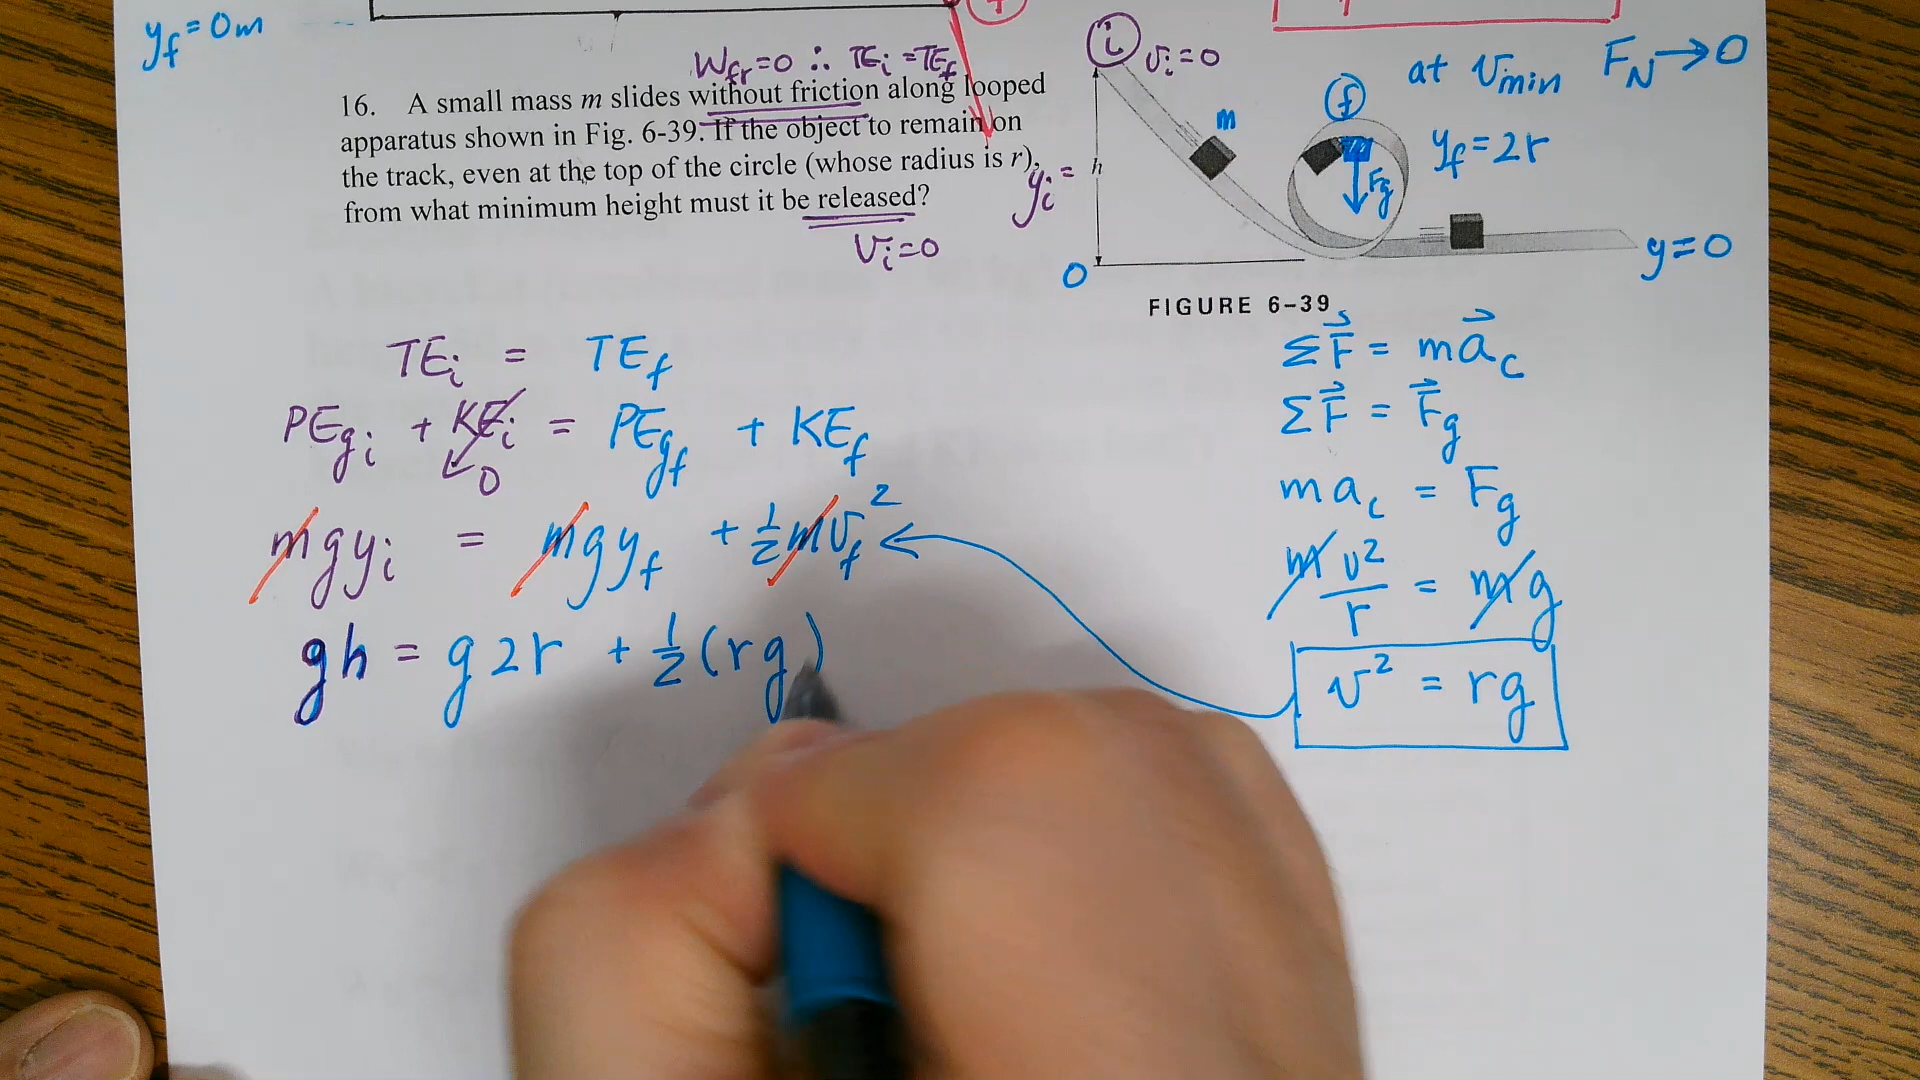 y_f = 0m
W_fr = 0 ∴ TE_i = TE_f
16. A small mass m slides without friction along looped
apparatus shown in Fig. 6-39. If the object to remain on
the track, even at the top of the circle (whose radius is r),
from what minimum height must it be released?
v_i = 0
i v_i = 0
at v_min F_N → 0
f
m
y_f = 2r
F_g
y_i = h
0
y = 0
FIGURE 6-39
TE_i = TE_f
PE_gi + KE_i = PE_gf + KE_f
0
mgy_i = mgy_f + ½mv_f²
gh = g2r + ½(rg)
ΣF⃗ = ma⃗_c
ΣF⃗ = F⃗_g
ma_c = F_g
m v²/r = mg
v² = rg